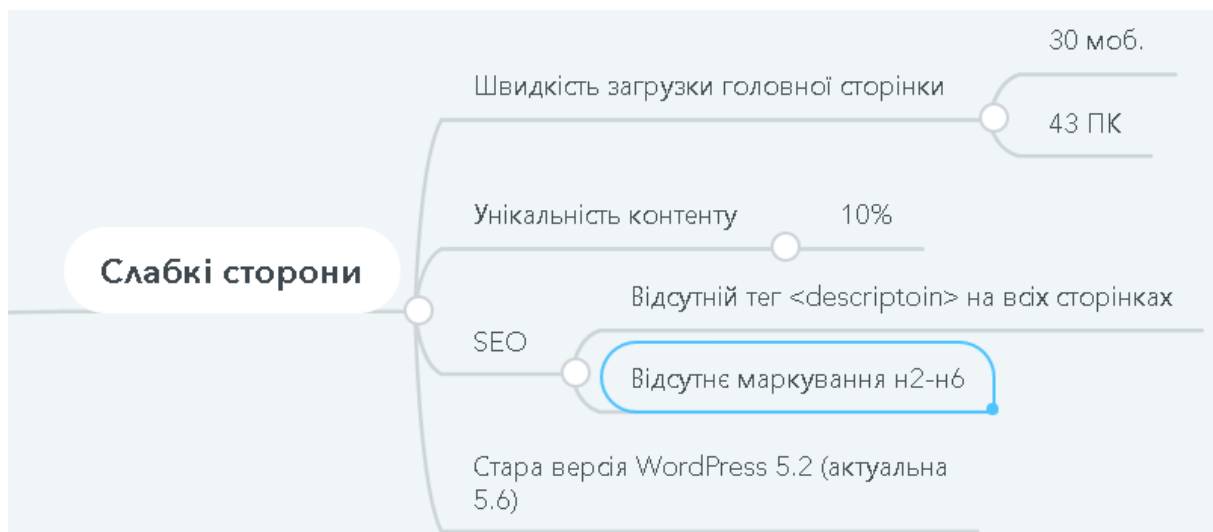 30 моб.
Швидкість загрузки головної сторінки
43 ПК
Унікальність контенту
10%
Слабкі сторони
Відсутній тег <descriptoin> на всіх сторінках
SEO
Відсутнє маркування н2-н6
Стара версія WordPress 5.2 (актуальна
5.6)